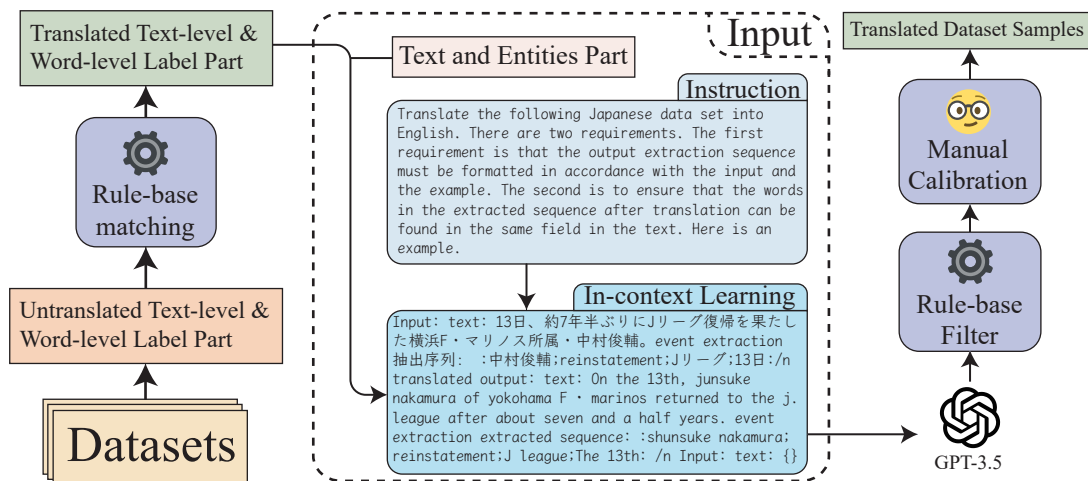 Translated Text-level &
Word-level Label Part
Rule-base
matching
Untranslated Text-level &
Word-level Label Part
Datasets
Input
Text and Entities Part
Instruction
Translate the following Japanese data set into
English. There are two requirements. The first
requirement is that the output extraction sequence
must be formatted in accordance with the input and
the example. The second is to ensure that the words
in the extracted sequence after translation can be
found in the same field in the text. Here is an
example.
In-context Learning
Input: text: 13日、約7年半ぶりにJリーグ復帰を果たし
た横浜F・マリノス所属・中村俊輔。event extraction
抽出序列: :中村俊輔;reinstatement;Jリーグ;13日:/n
translated output: text: On the 13th, junsuke
nakamura of yokohama F・marinos returned to the j.
league after about seven and a half years. event
extraction extracted sequence: :shunsuke nakamura;
reinstatement;J league;The 13th: /n Input: text: {}
Translated Dataset Samples
Manual
Calibration
Rule-base
Filter
GPT-3.5